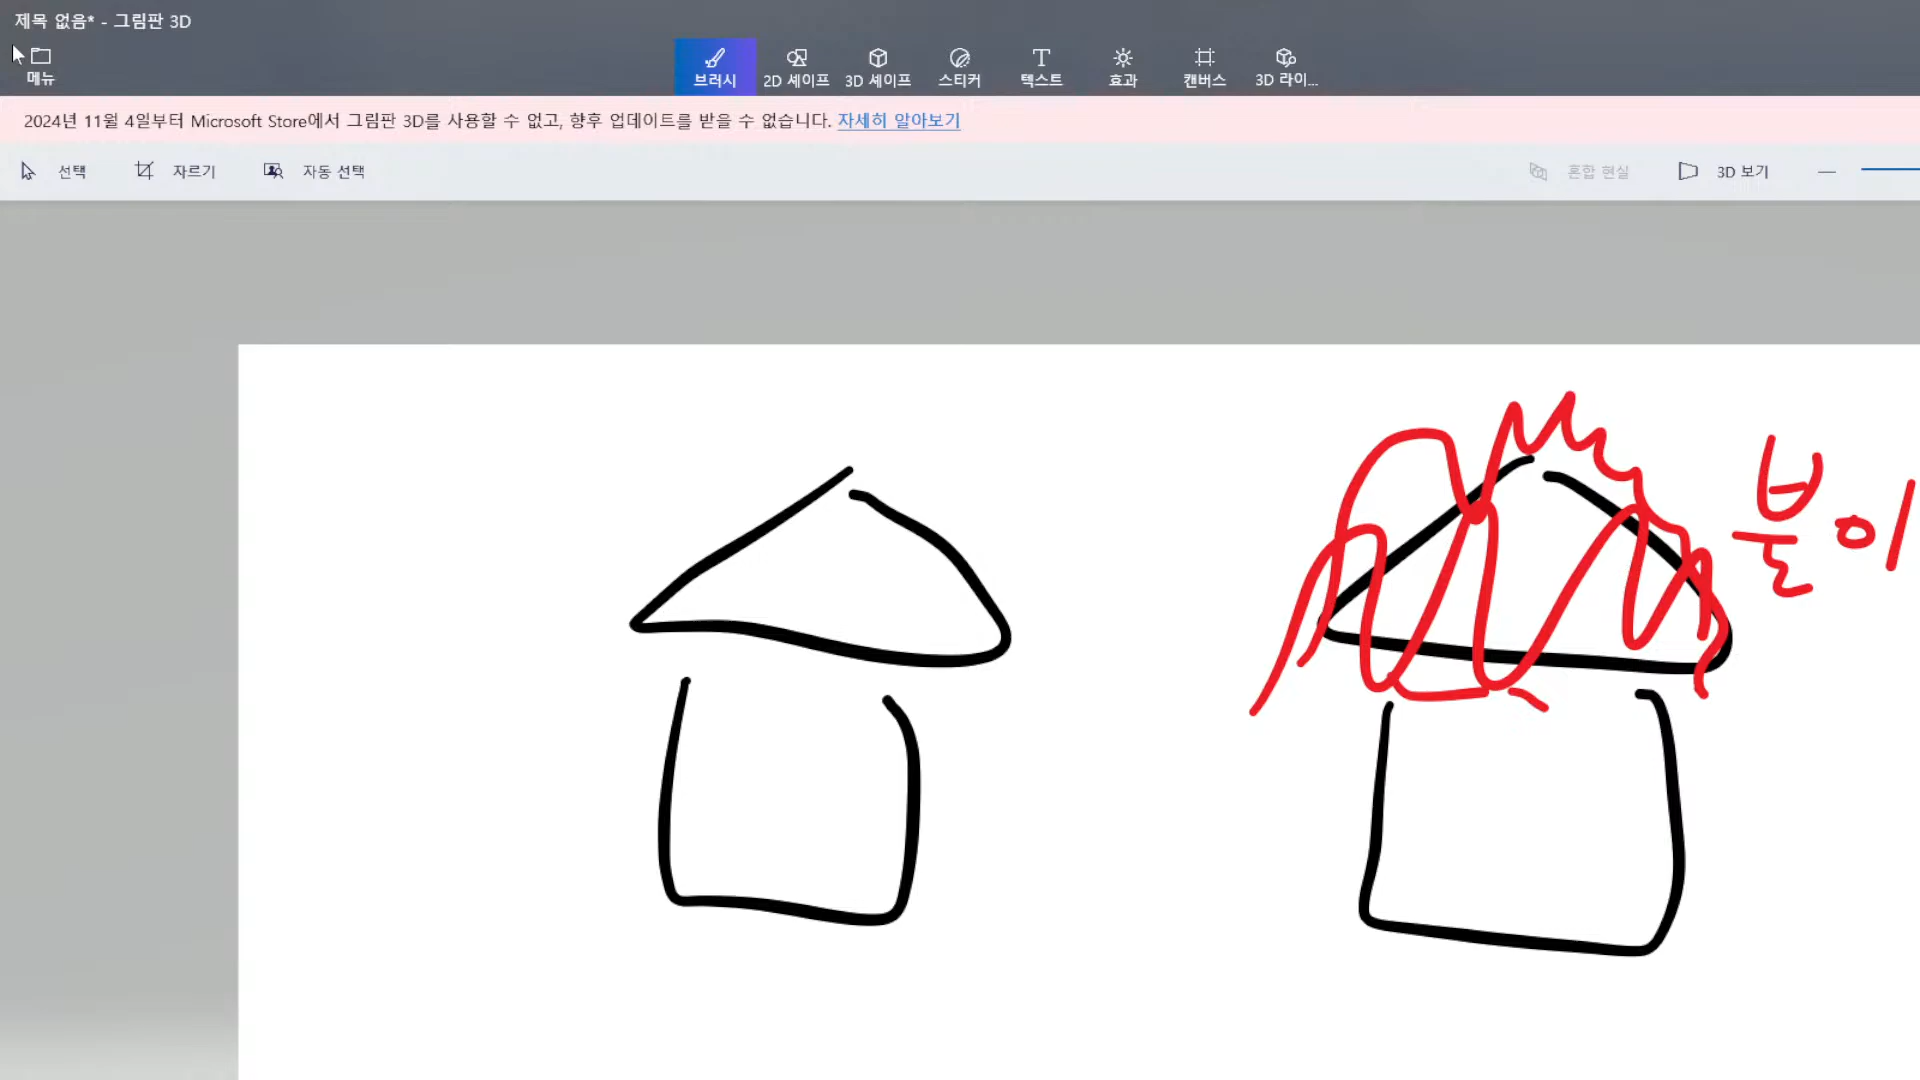 제목 없음* - 그림판 3D
메뉴
브러시
2D 셰이프
3D 셰이프
스티커
텍스트
효과
캔버스
3D 라이...
2024년 11월 4일부터 Microsoft Store에서 그림판 3D를 사용할 수 없고, 향후 업데이트를 받을 수 없습니다. 자세히 알아보기
선택
자르기
자동 선택
혼합 현실
3D 보기
불이